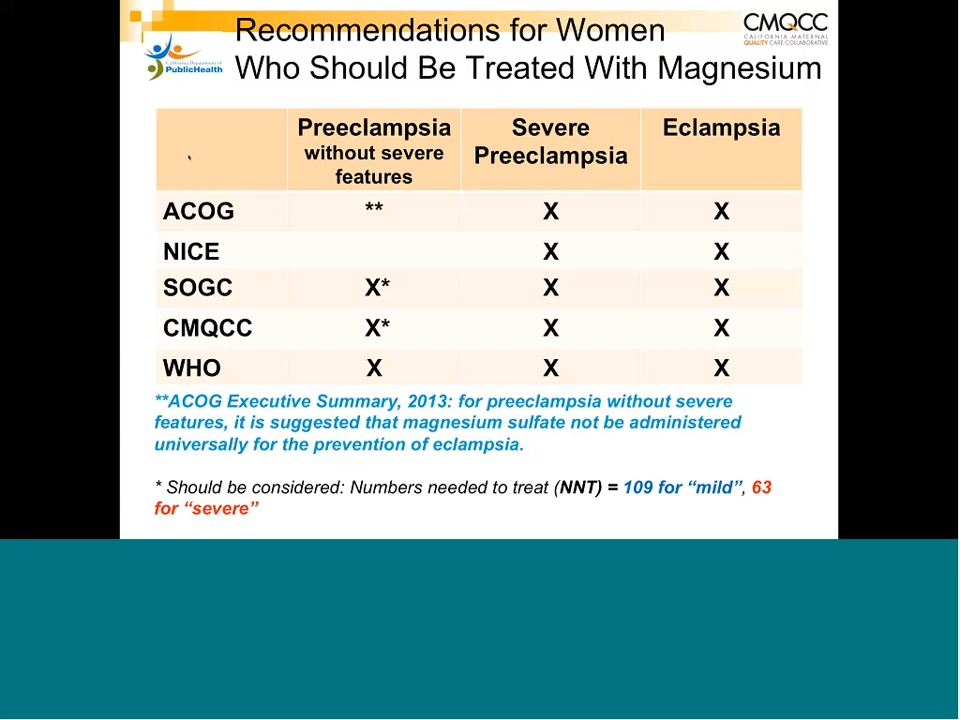 Recommendations for Women
Who Should Be Treated With Magnesium
CMQCC
CALIFORNIA MATERNAL
QUALITY CARE COLLABORATIVE
California Department of
PublicHealth
Preeclampsia
without severe
features
Severe
Preeclampsia
Eclampsia
ACOG ** X X
NICE X X
SOGC X* X X
CMQCC X* X X
WHO X X X
**ACOG Executive Summary, 2013: for preeclampsia without severe
features, it is suggested that magnesium sulfate not be administered
universally for the prevention of eclampsia.
* Should be considered: Numbers needed to treat (NNT) = 109 for “mild”, 63
for “severe”